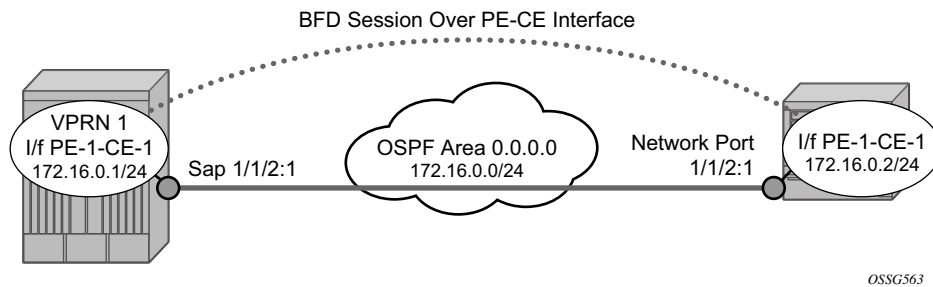 BFD Session Over PE-CE Interface
VPRN 1
I/f PE-1-CE-1
172.16.0.1/24
Sap 1/1/2:1
OSPF Area 0.0.0.0
172.16.0.0/24
Network Port
1/1/2:1
I/f PE-1-CE-1
172.16.0.2/24
OSSG563